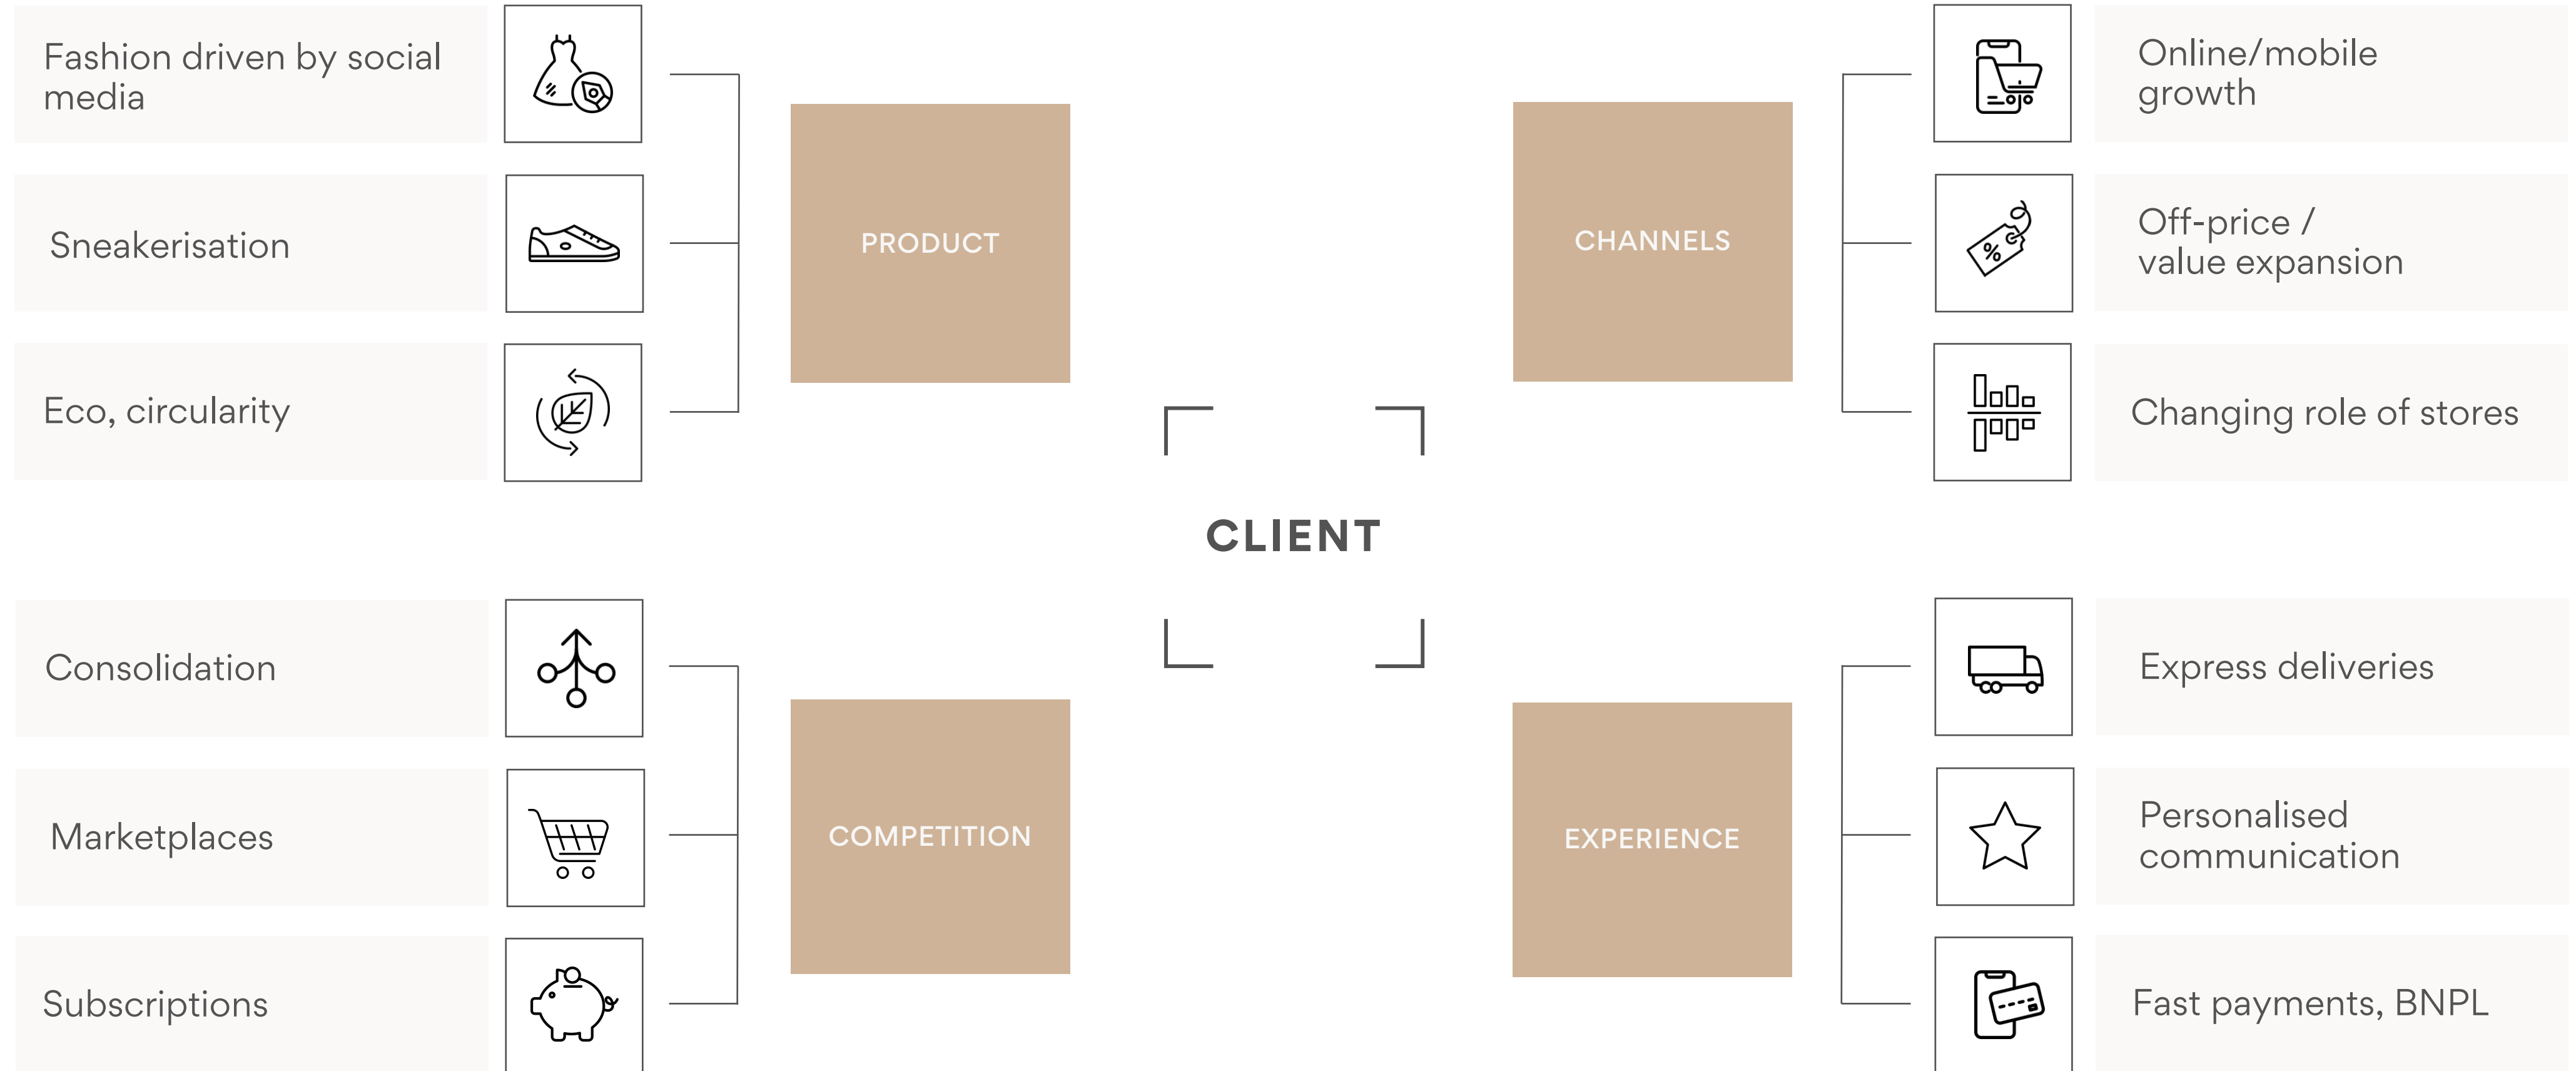 Fashion driven by social
media
Sneakerisation
Eco, circularity
PRODUCT
CHANNELS
Online/mobile
growth
Off-price /
value expansion
Changing role of stores
CLIENT
Consolidation
Marketplaces
Subscriptions
COMPETITION
EXPERIENCE
Express deliveries
Personalised
communication
Fast payments, BNPL